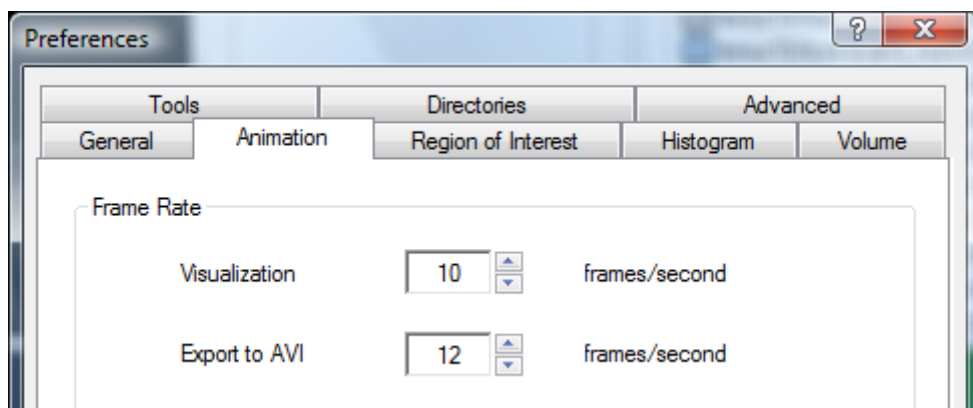 Preferences
Tools Directories Advanced
General Animation Region of Interest Histogram Volume
Frame Rate
Visualization 10 frames/second
Export to AVI 12 frames/second